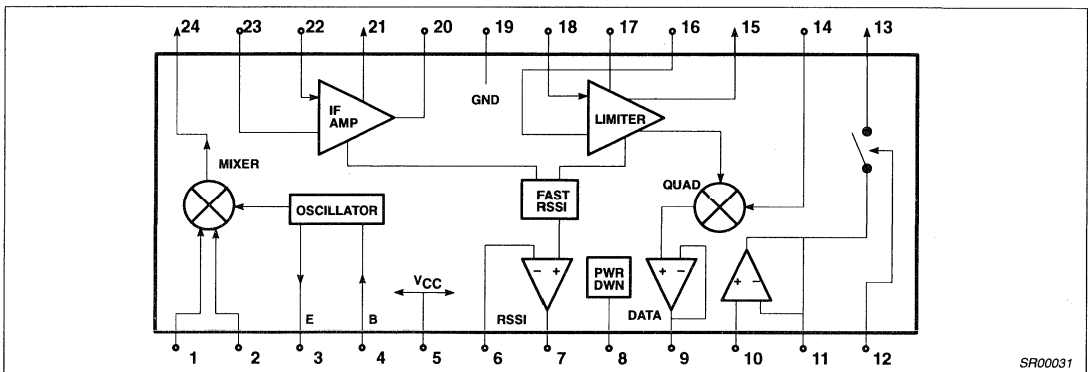 24 23 22 21 20 19 18 17 16 15 14 13
IF
AMP
GND
LIMITER
MIXER
FAST
RSSI
QUAD
OSCILLATOR
VCC
PWR
DWN
- +
+ -
+ -
E B RSSI DATA
1 2 3 4 5 6 7 8 9 10 11 12
SR00031